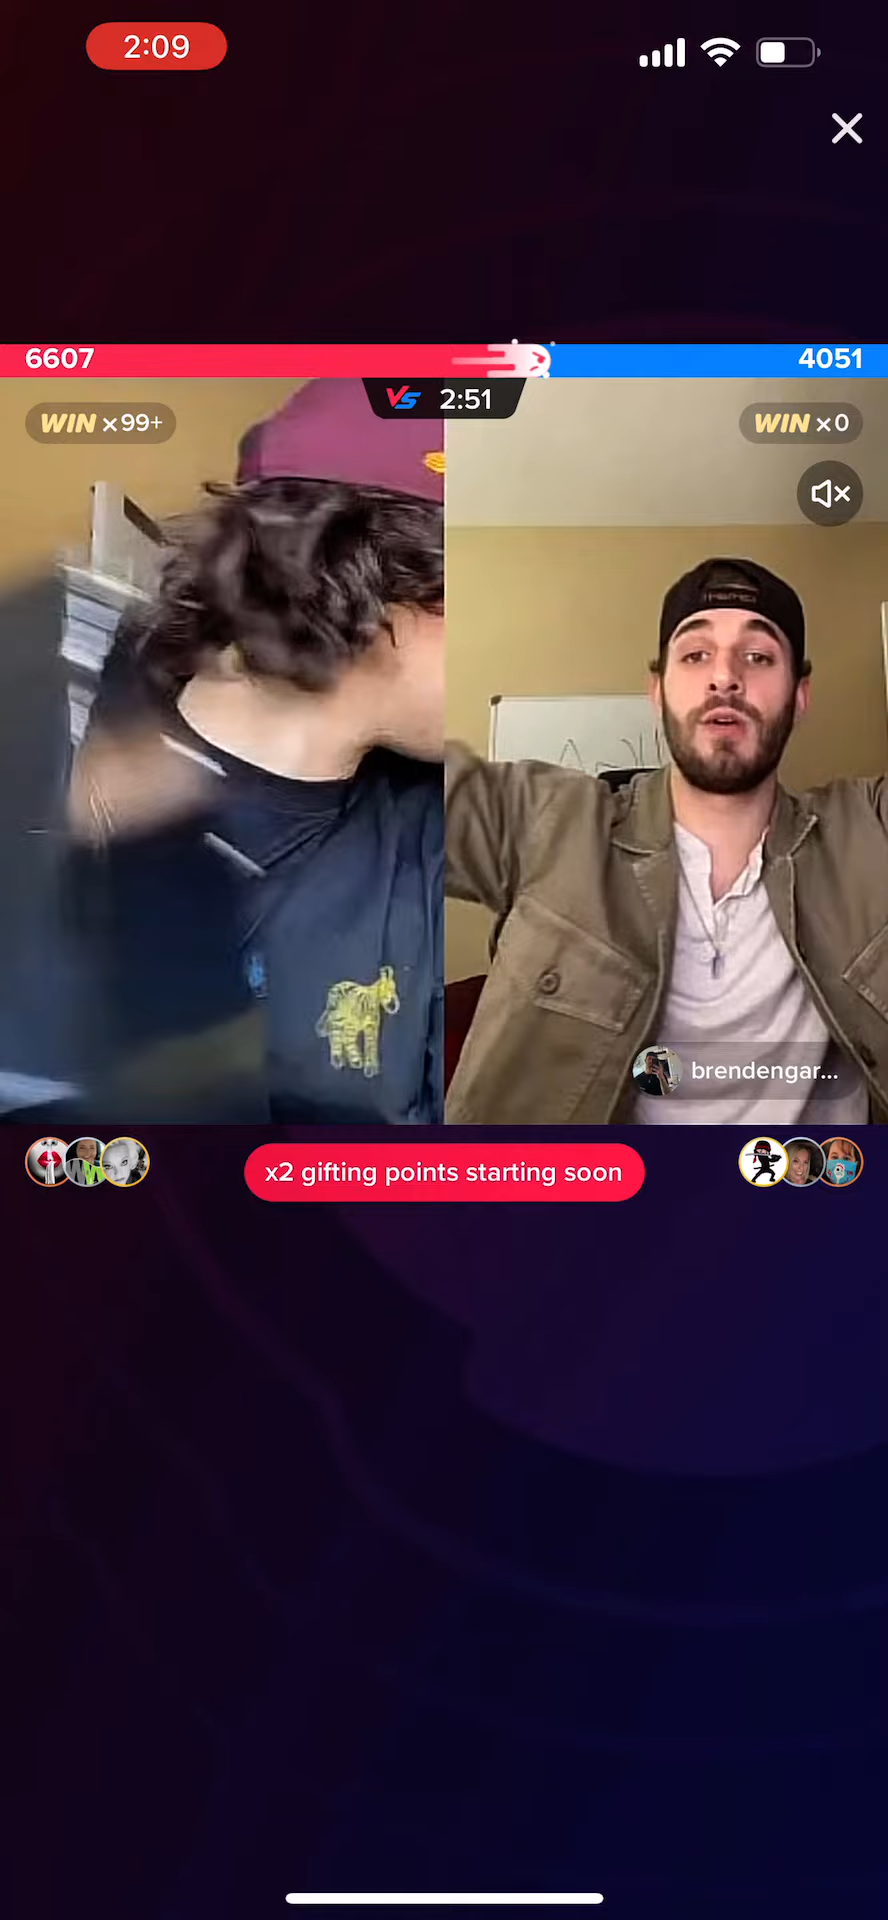 2:09
6607
4051
VS 2:51
WIN x99+
WIN x0
brendengar...
x2 gifting points starting soon